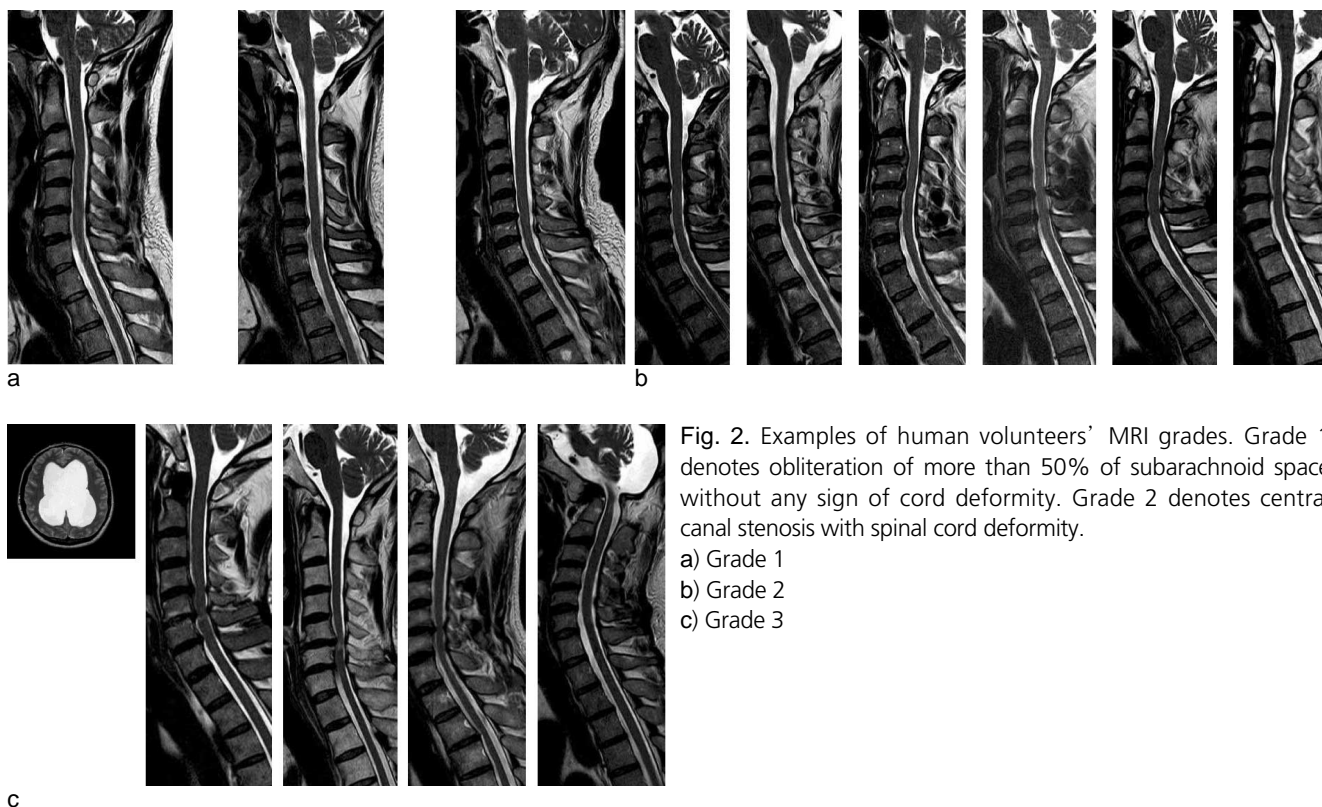 a
b
Fig. 2. Examples of human volunteers’ MRI grades. Grade 1
denotes obliteration of more than 50% of subarachnoid space
without any sign of cord deformity. Grade 2 denotes central
canal stenosis with spinal cord deformity.
a) Grade 1
b) Grade 2
c) Grade 3
c